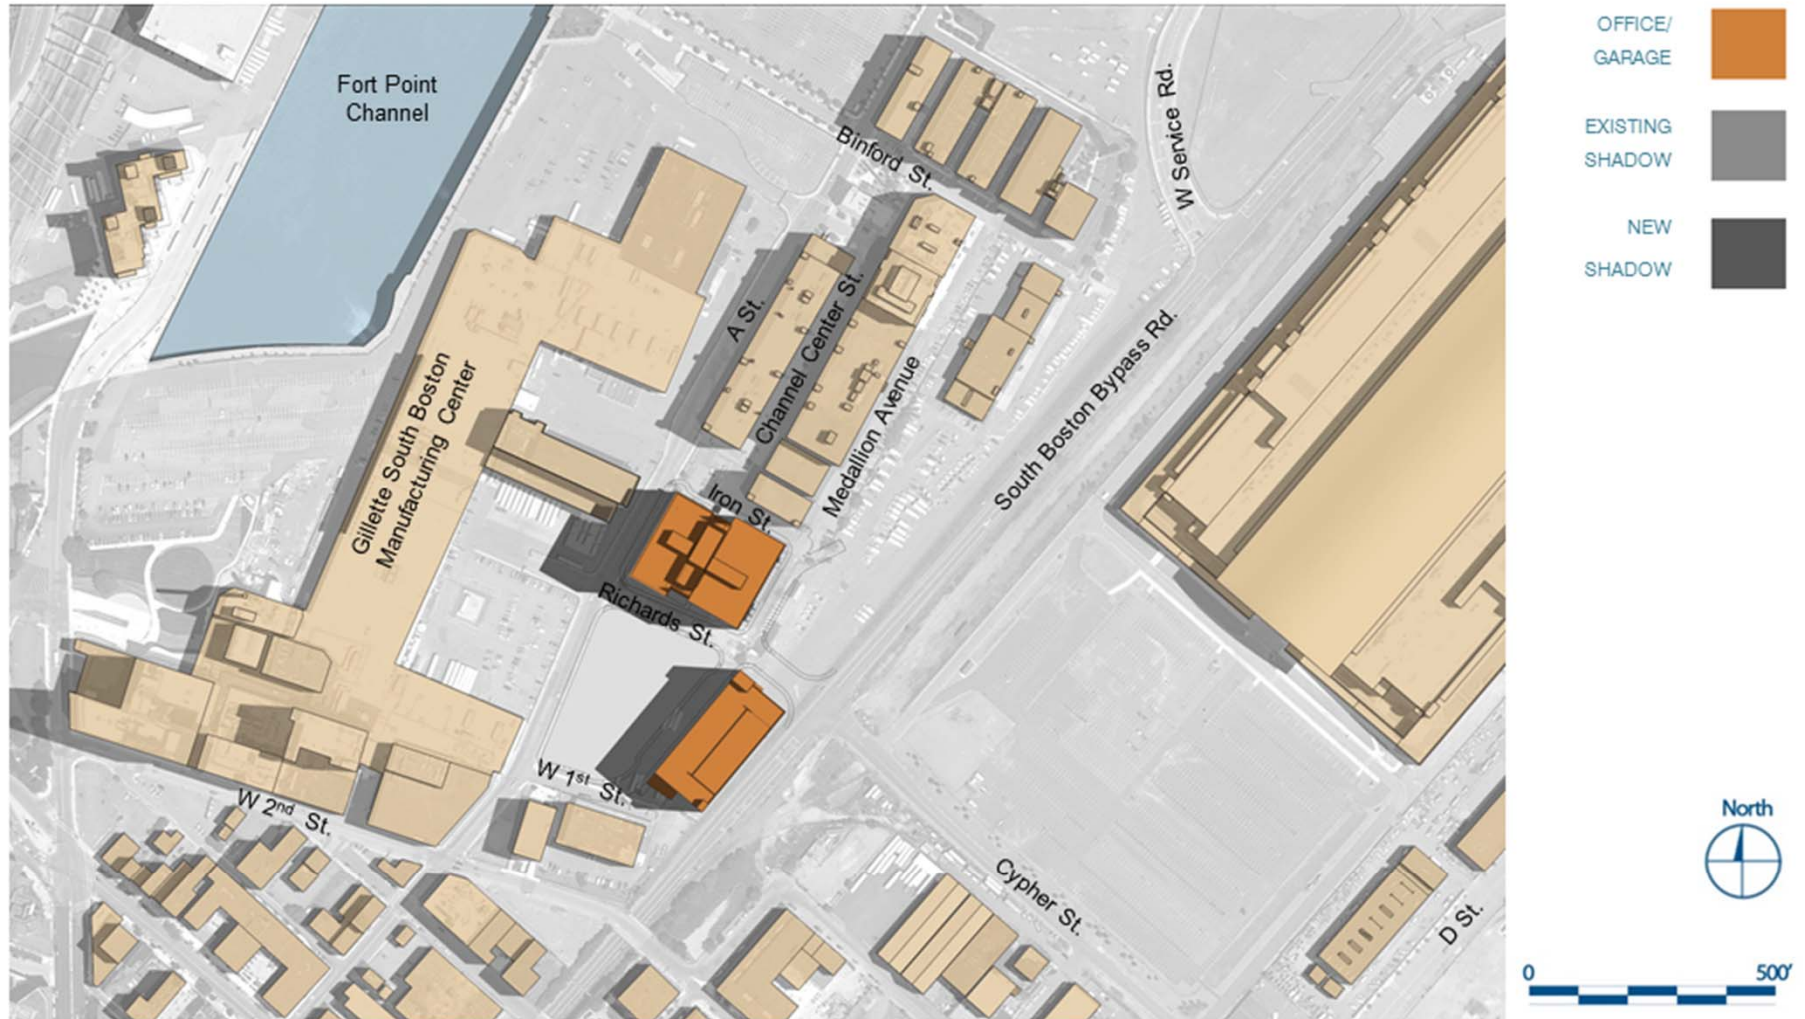 OFFICE/
GARAGE
EXISTING
SHADOW
NEW
SHADOW
Fort Point
Channel
Binford St.
W Service Rd.
A St.
Channel Center St.
Medallion Avenue
South Boston Bypass Rd.
Gillette South Boston
Manufacturing Center
Iron St.
Richards St.
W 1st St.
W 2nd St.
Cypher St.
D St.
North
0 500'